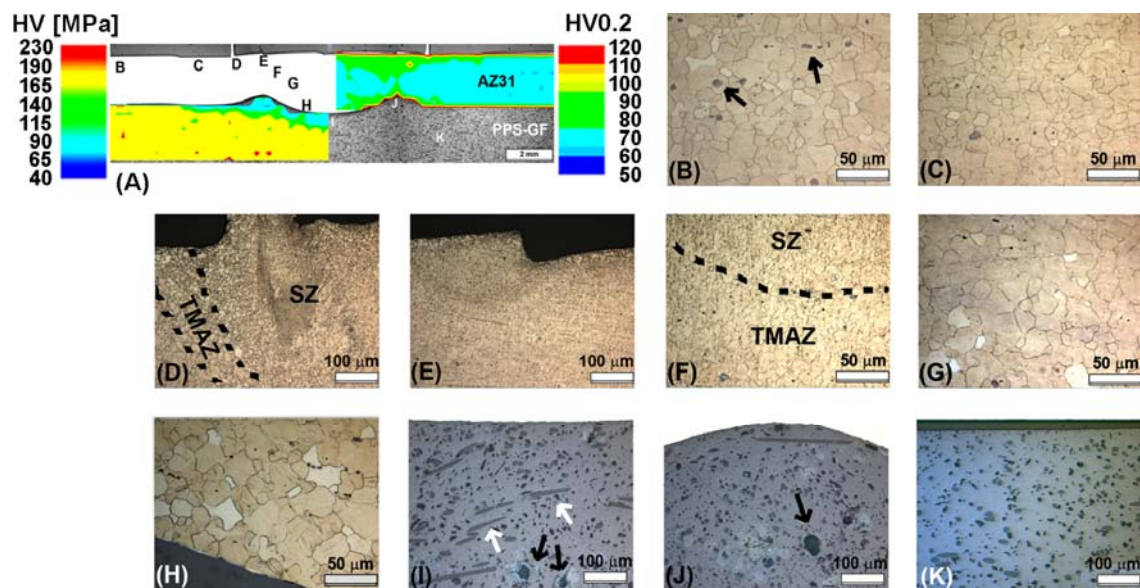 HV [MPa]
230
190
165
140
115
90
65
40
B
C
D
E
F
G
H
J
K
AZ31
PPS-GF
2 mm
(A)
HV0.2
120
110
100
90
80
70
60
50
50 µm
(B)
50 µm
(C)
TMAZ
SZ
100 µm
(D)
100 µm
(E)
SZ
TMAZ
50 µm
(F)
50 µm
(G)
50 µm
(H)
100 µm
(I)
100 µm
(J)
100 µm
(K)